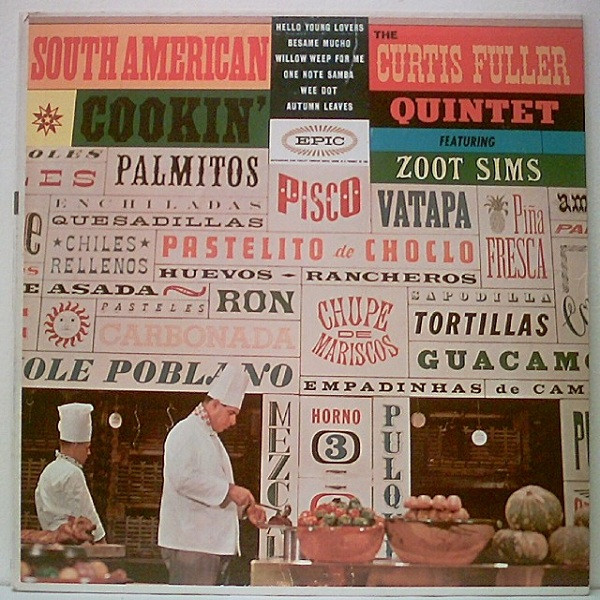 SOUTH AMERICAN
COOKIN'
HELLO YOUNG LOVERS
BESAME MUCHO
WILLOW WEEP FOR ME
ONE NOTE SAMBA
WEE DOT
AUTUMN LEAVES
EPIC
THE
CURTIS FULLER
QUINTET
FEATURING
ZOOT SIMS
OLES
ES
PALMITOS
PISCO
VATAPA
Piña
FRESCA
ENCHILADAS
QUESADILLAS
CHILES
RELLENOS
PASTELITO de CHOCLO
HUEVOS - RANCHEROS
E ASADA
PASTELES
RON
CARBONADA
CHUPE
DE
MARISCOS
SAPODILLA
TORTILLAS
GUACAMO
OLE POBLANO
EMPADINHAS de CAM
MEZC
HORNO
3
PULQ